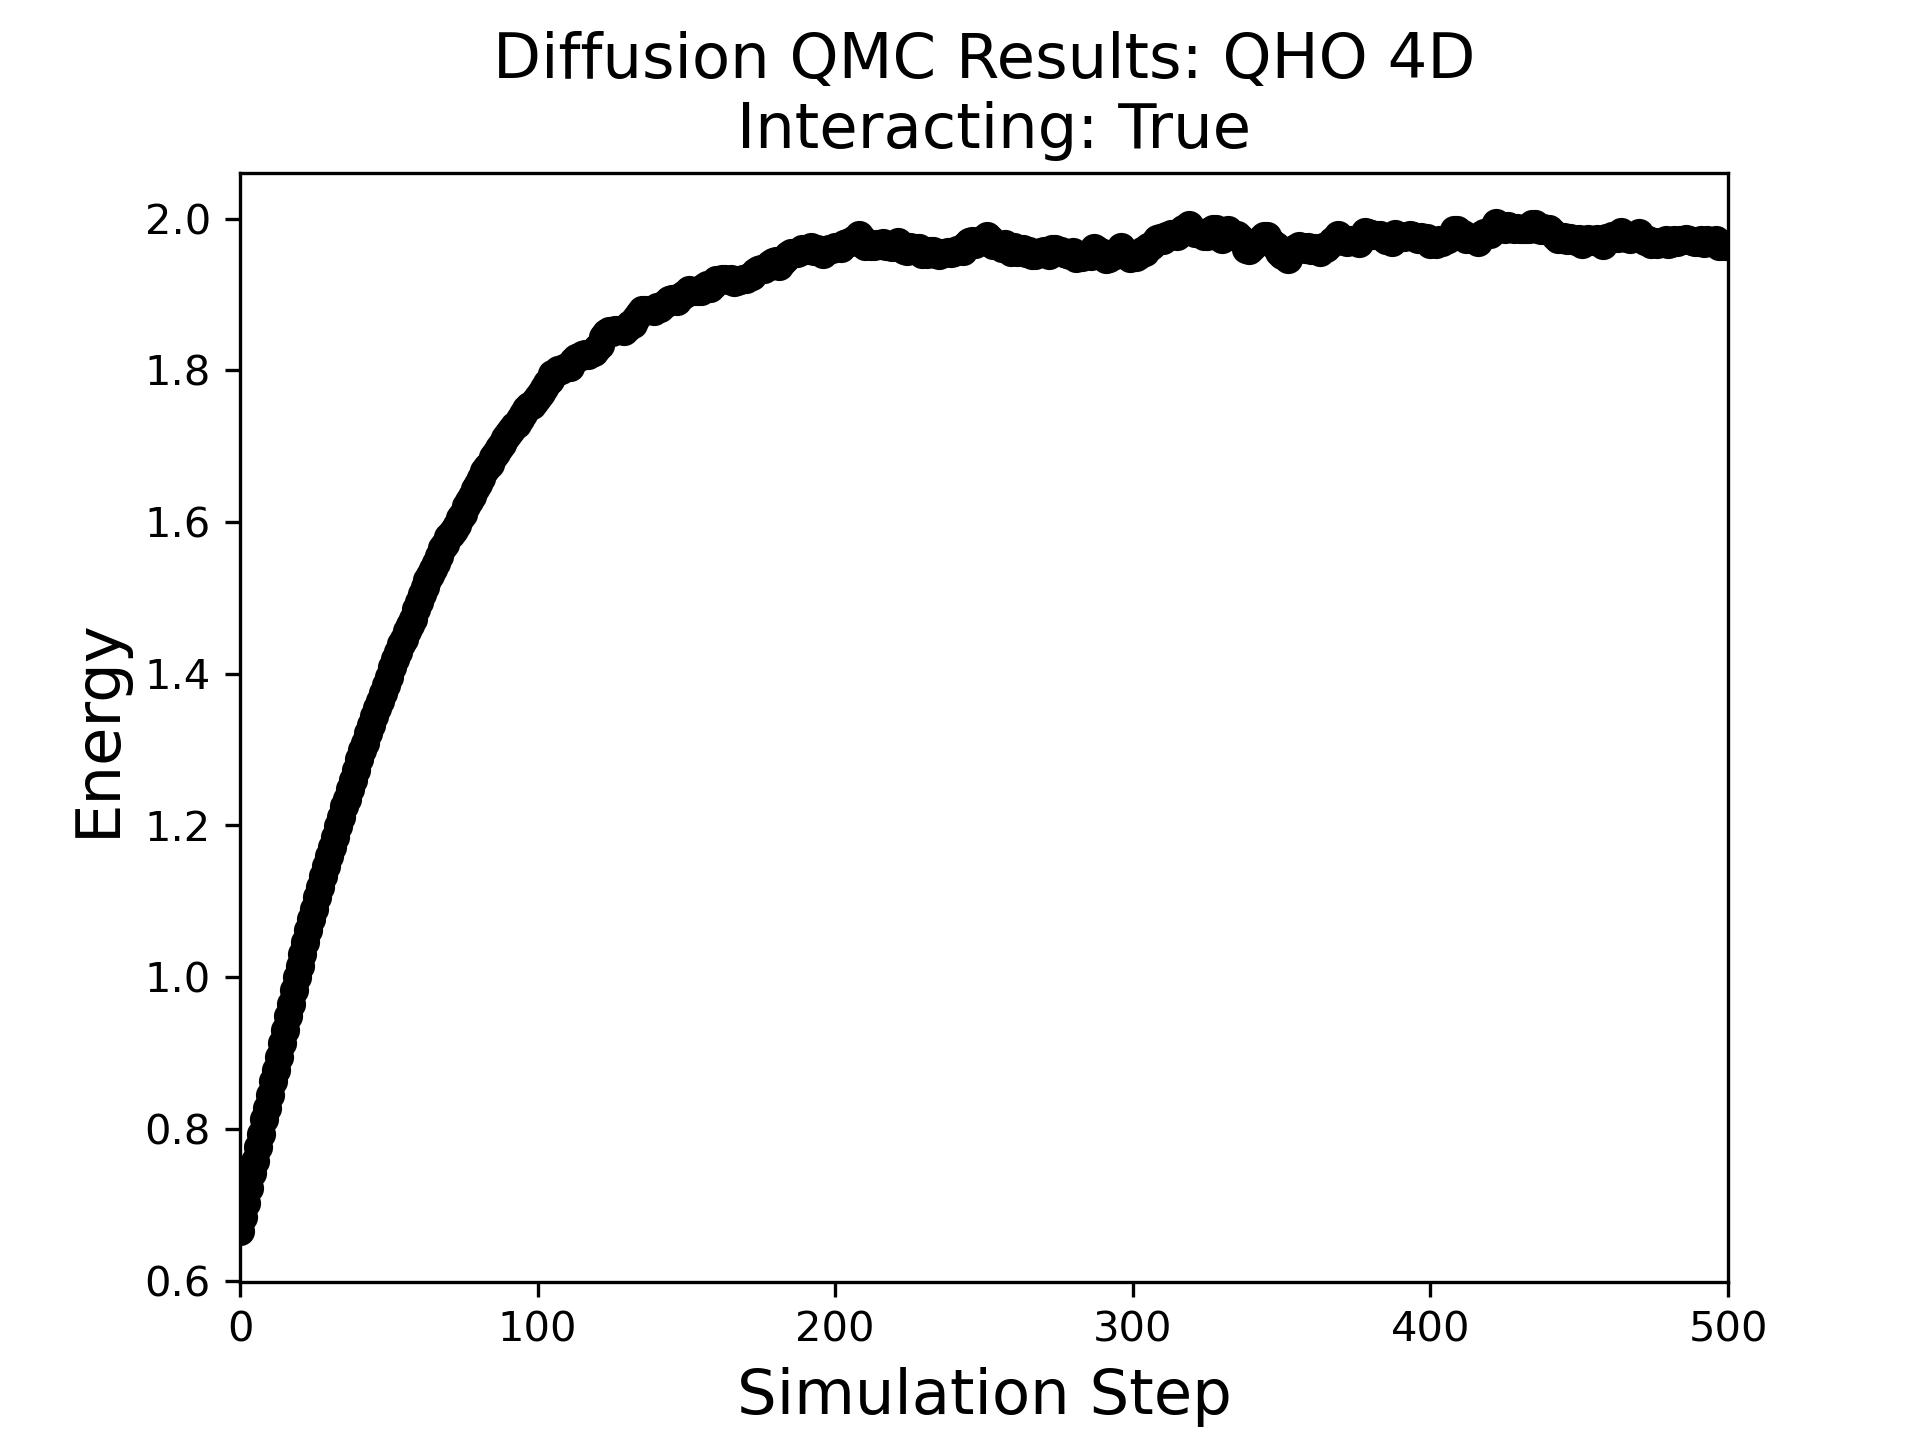 Diffusion QMC Results: QHO 4D
Interacting: True
Energy
2.0
1.8
1.6
1.4
1.2
1.0
0.8
0.6
0 100 200 300 400 500
Simulation Step